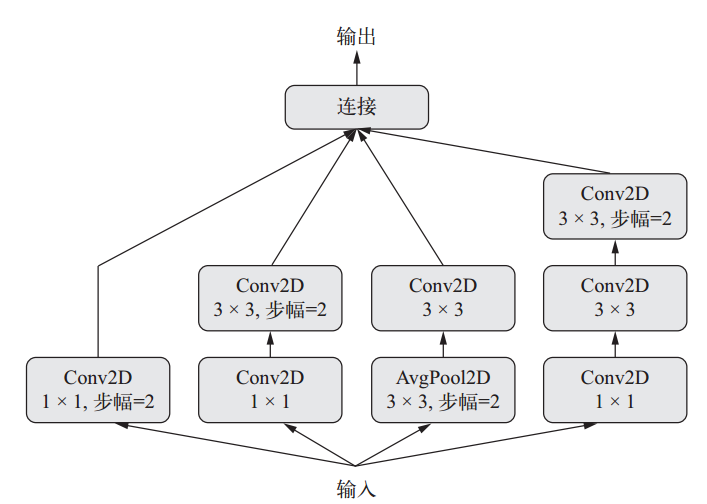 输出
连接
Conv2D
3 × 3, 步幅=2
Conv2D
3 × 3, 步幅=2
Conv2D
3 × 3
Conv2D
3 × 3
Conv2D
1 × 1, 步幅=2
Conv2D
1 × 1
AvgPool2D
3 × 3, 步幅=2
Conv2D
1 × 1
输入